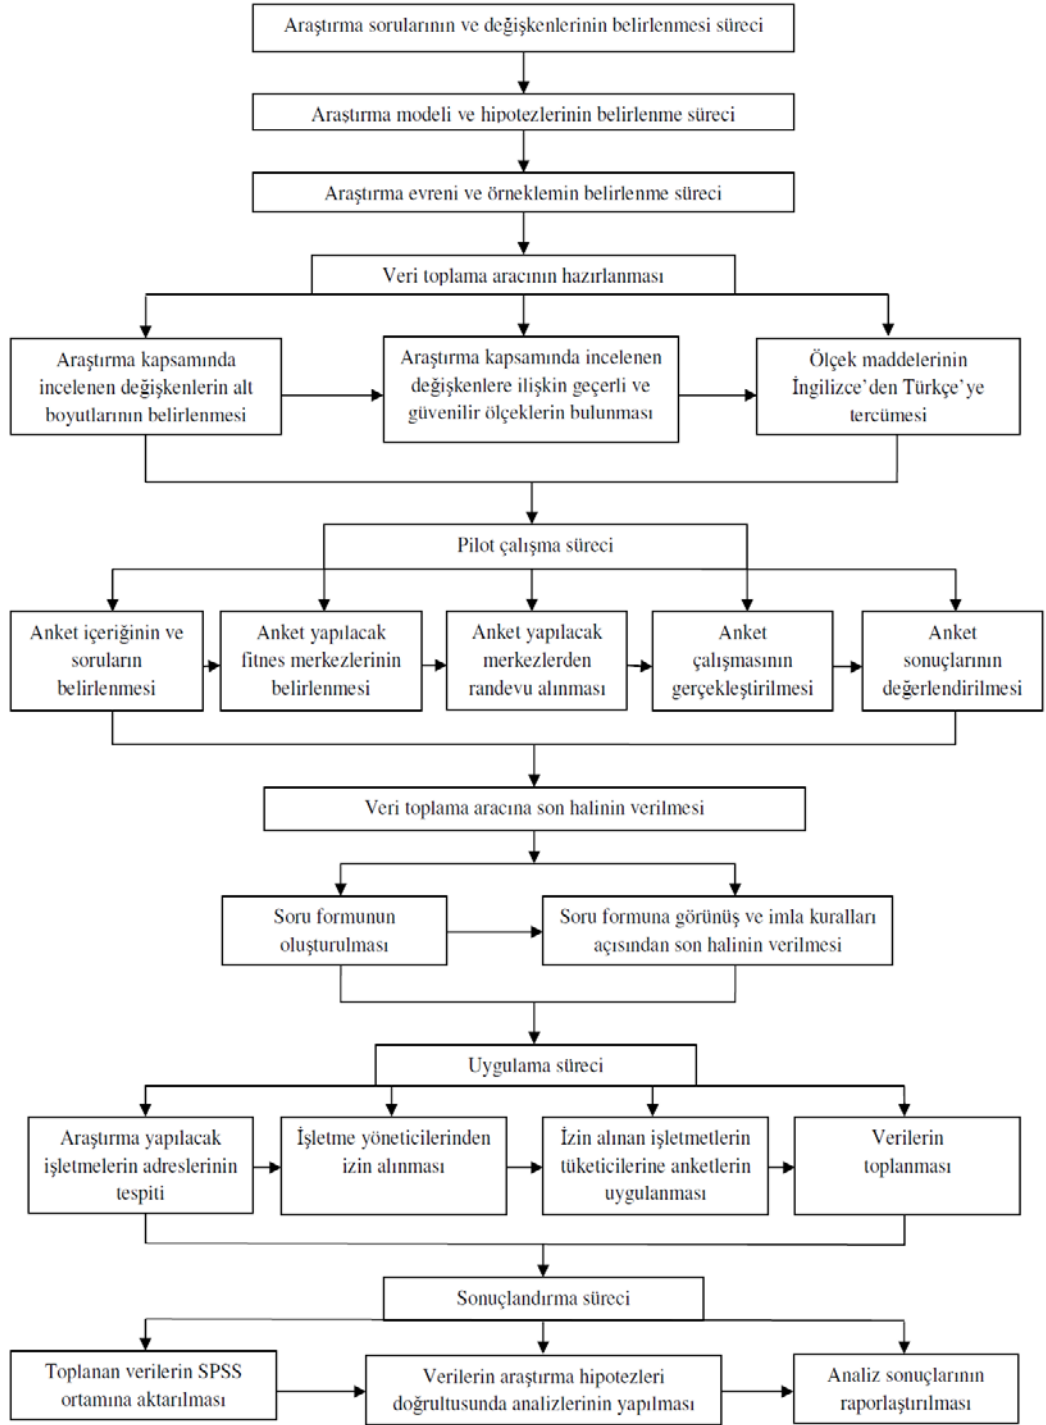 Araştırma sorularının ve değişkenlerinin belirlenmesi süreci
Araştırma modeli ve hipotezlerinin belirlenme süreci
Araştırma evreni ve örneklemin belirlenme süreci
Veri toplama aracının hazırlanması
Araştırma kapsamında
incelenen değişkenlerin alt
boyutlarının belirlenmesi
Araştırma kapsamında incelenen
değişkenlere ilişkin geçerli ve
güvenilir ölçeklerin bulunması
Ölçek maddelerinin
İngilizce’den Türkçe’ye
tercümesi
Pilot çalışma süreci
Anket içeriğinin ve
soruların
belirlenmesi
Anket yapılacak
fitnes merkezlerinin
belirlenmesi
Anket yapılacak
merkezlerden
randevu alınması
Anket
çalışmasının
gerçekleştirilmesi
Anket
sonuçlarının
değerlendirilmesi
Veri toplama aracına son halinin verilmesi
Soru formunun
oluşturulması
Soru formuna görünüş ve imla kuralları
açısından son halinin verilmesi
Uygulama süreci
Araştırma yapılacak
işletmelerin adreslerinin
tespiti
İşletme yöneticilerinden
izin alınması
İzin alınan işletmetlerin
tüketicilerine anketlerin
uygulanması
Verilerin
toplanması
Sonuçlandırma süreci
Toplanan verilerin SPSS
ortamına aktarılması
Verilerin araştırma hipotezleri
doğrultusunda analizlerinin yapılması
Analiz sonuçlarının
raporlaştırılması